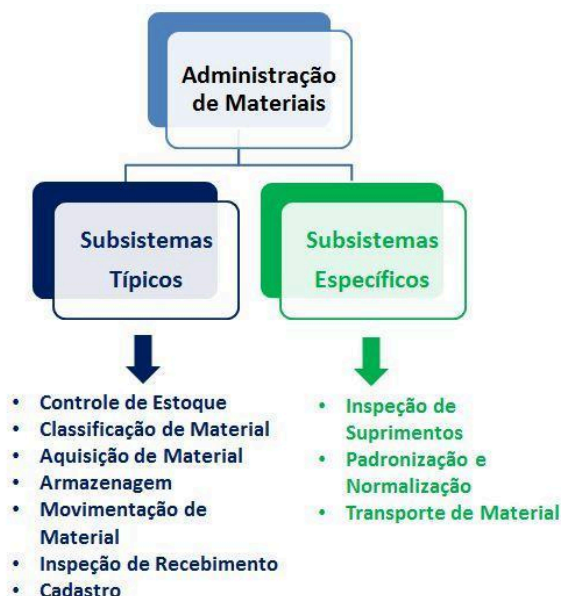 Administração
de Materiais
Subsistemas
Típicos
Subsistemas
Específicos
• Controle de Estoque
• Classificação de Material
• Aquisição de Material
• Armazenagem
• Movimentação de
Material
• Inspeção de Recebimento
• Cadastro
• Inspeção de
Suprimentos
• Padronização e
Normalização
• Transporte de Material